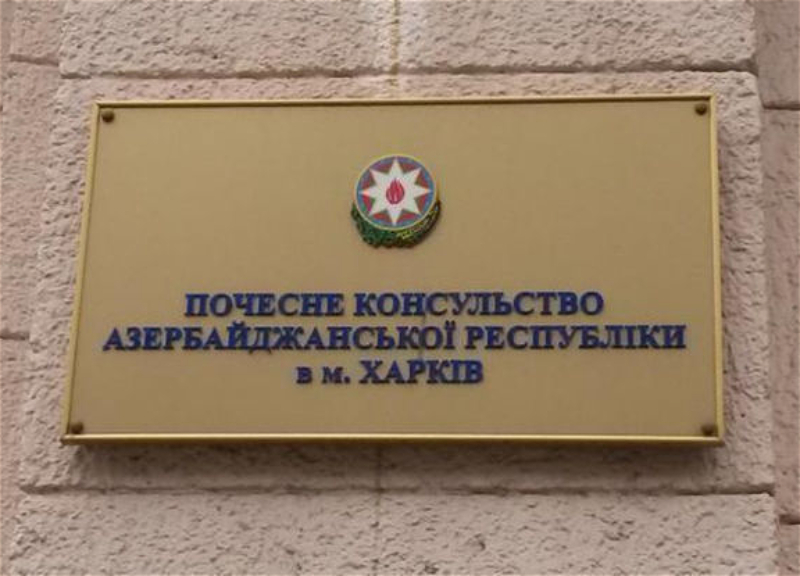 ПОЧЕСНЕ КОНСУЛЬСТВО
АЗЕРБАЙДЖАНСЬКОЇ РЕСПУБЛІКИ
в м. ХАРКІВ